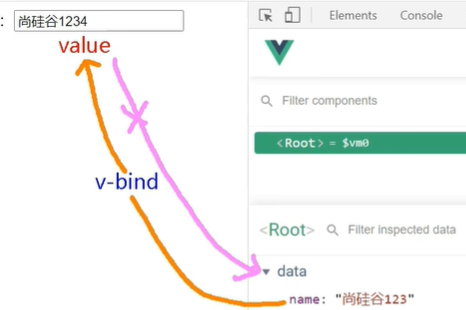 : 尚硅谷1234
value
v-bind
Elements Console
Filter components
<Root> = $vm0
<Root> Filter inspected data
▼ data
name: "尚硅谷123"